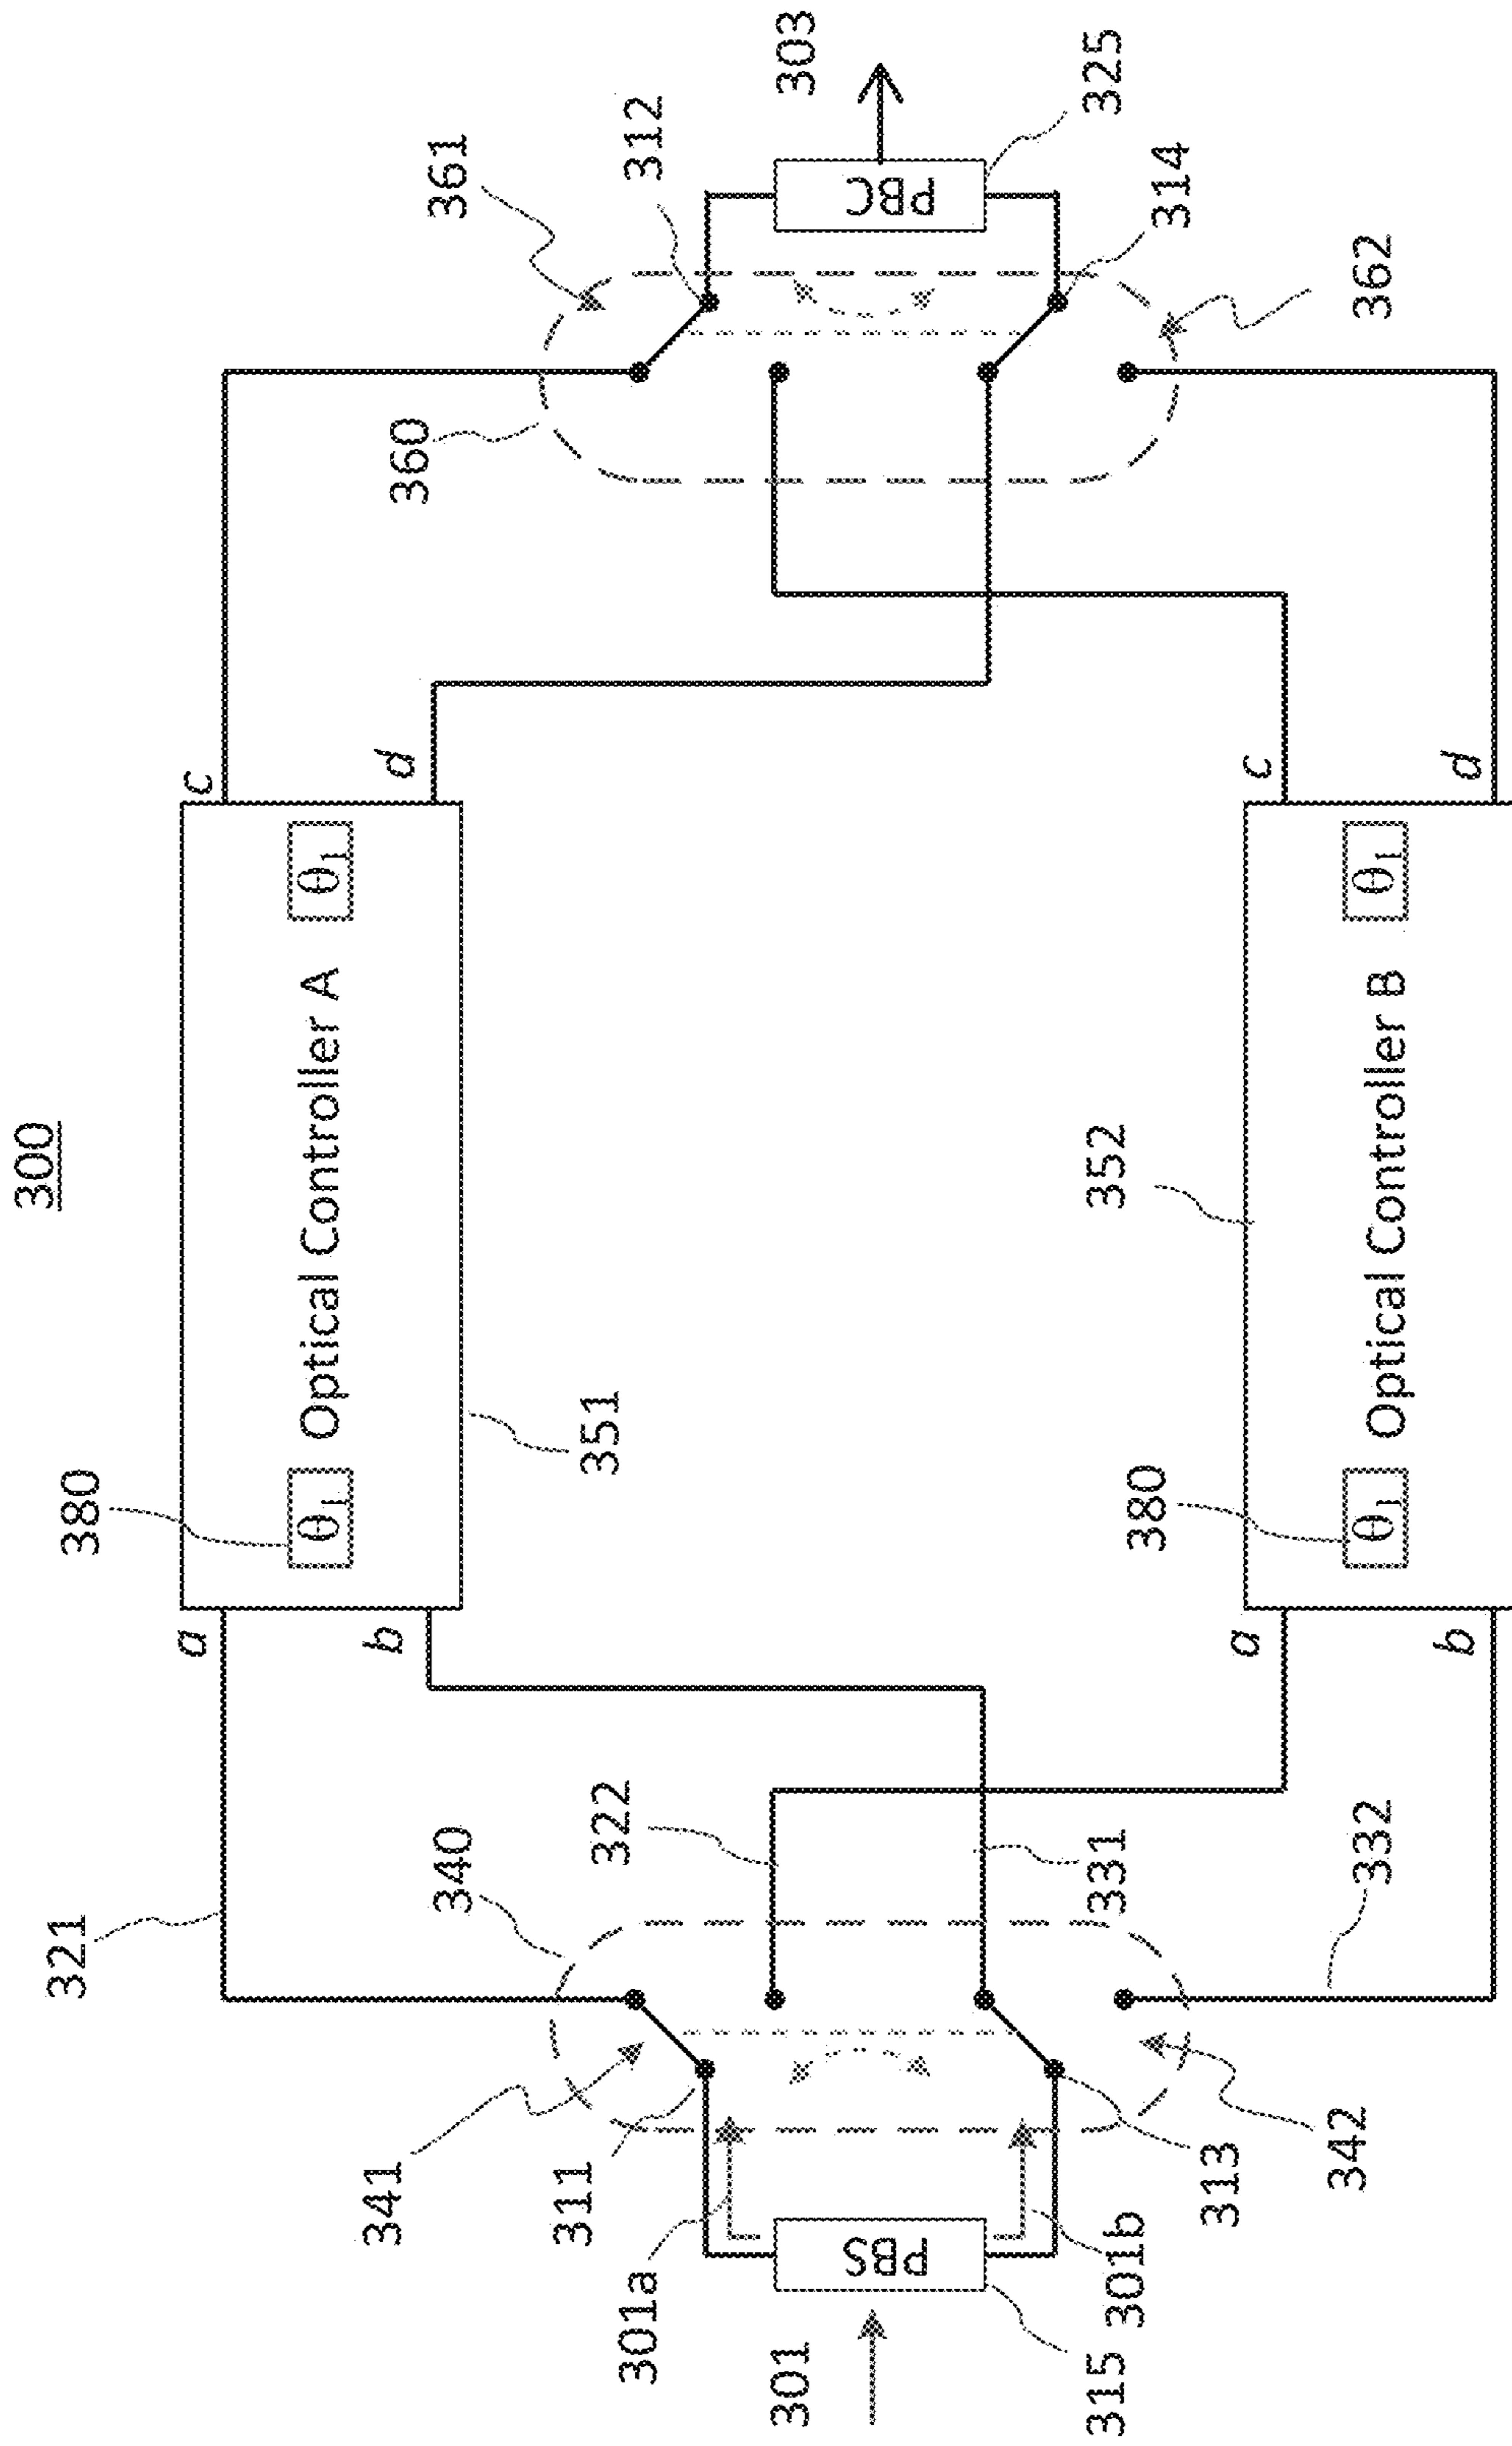 300
321
380
a
c
Optical Controller A
θ1
θ1
b
d
351
340
341
311
322
360
361
312
301a
301
PBS
315
301b
331
313
342
332
303
PBC
325
314
362
352
380
a
c
θ1
Optical Controller B
θ1
b
d